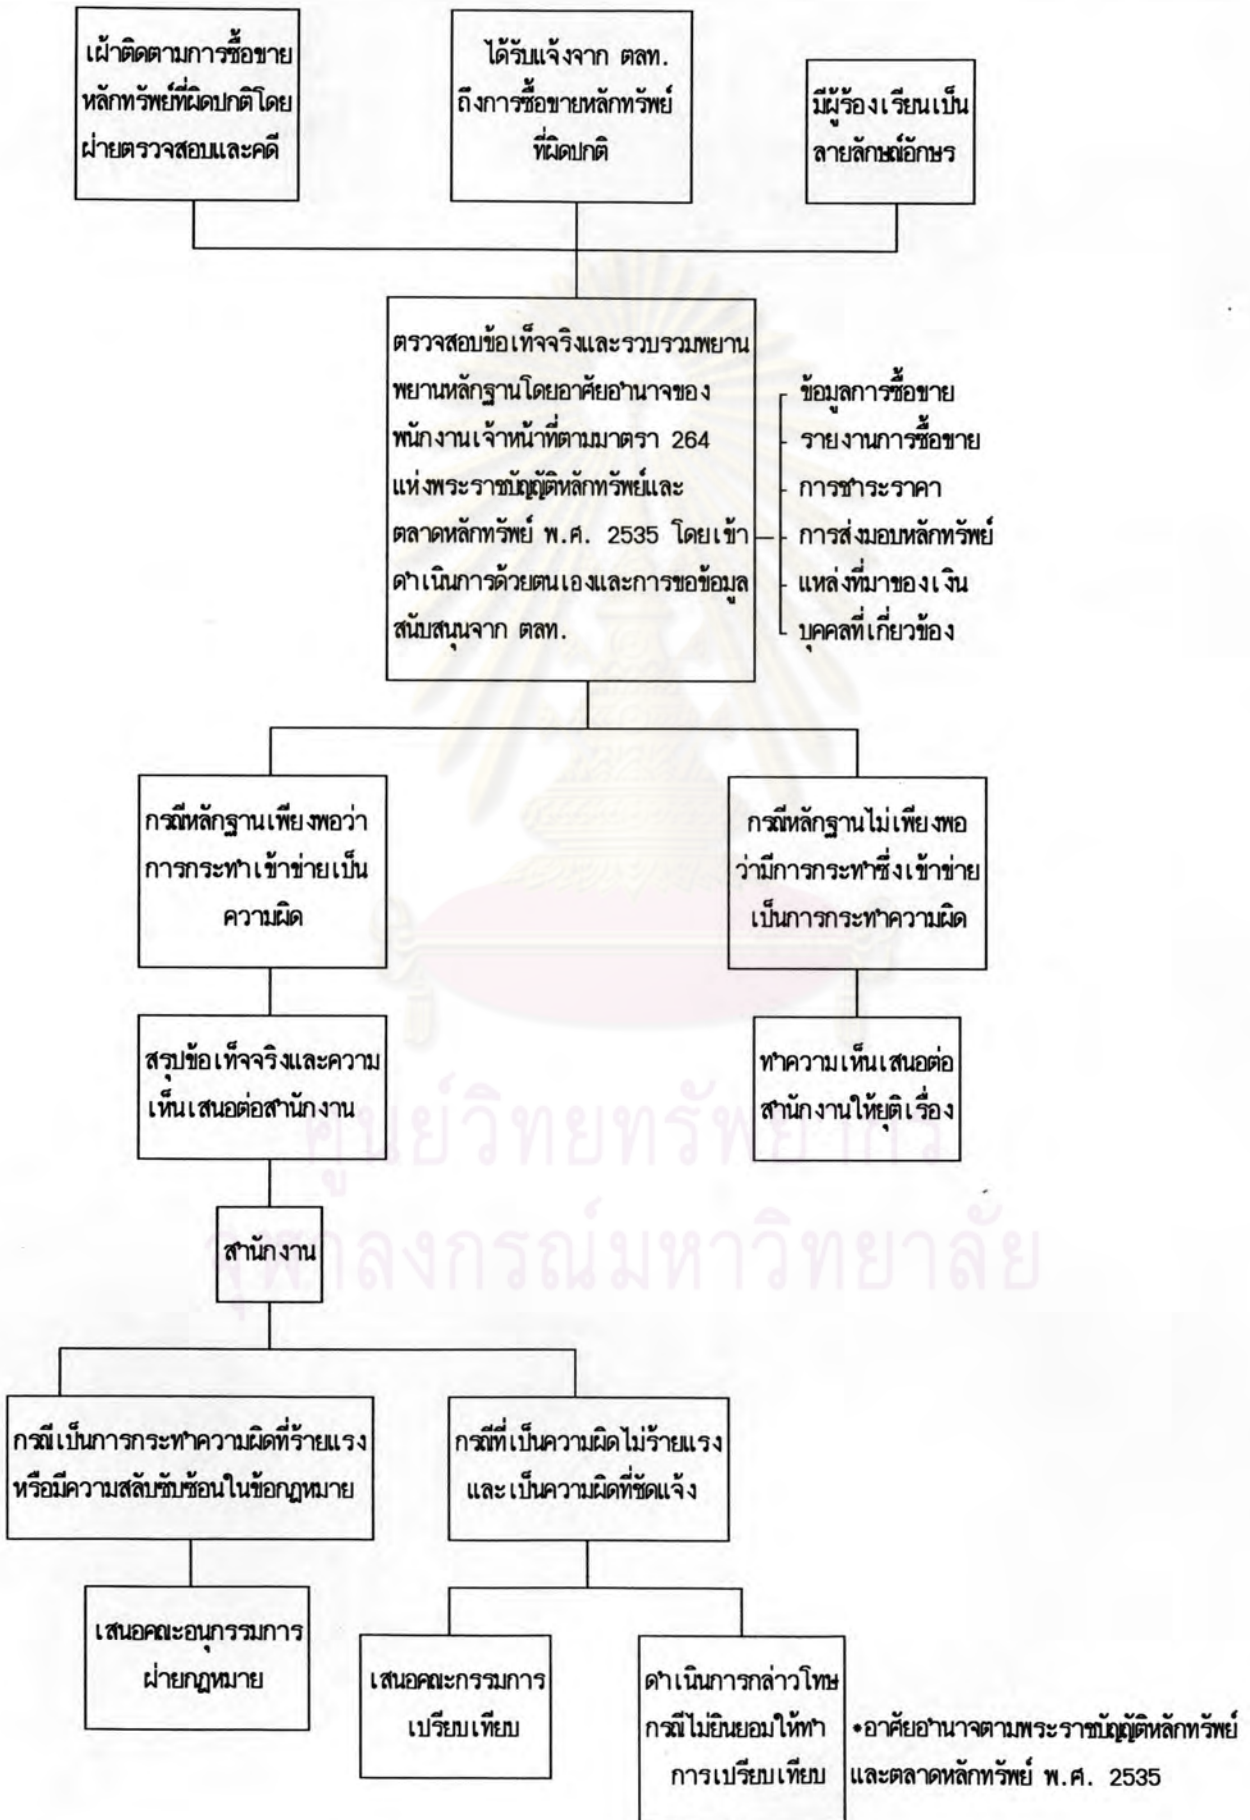 เฝ้าติดตามการซื้อขาย
หลักทรัพย์ที่ผิดปกติโดย
ฝ่ายตรวจสอบและคดี
ได้รับแจ้งจาก ตลท.
ถึงการซื้อขายหลักทรัพย์
ที่ผิดปกติ
มีผู้ร้องเรียนเป็น
ลายลักษณ์อักษร
ตรวจสอบข้อเท็จจริงและรวบรวมพยาน
พยานหลักฐานโดยอาศัยอำนาจของ
พนักงานเจ้าหน้าที่ตามมาตรา 264
แห่งพระราชบัญญัติหลักทรัพย์และ
ตลาดหลักทรัพย์ พ.ศ. 2535 โดยเข้า
ดำเนินการด้วยตนเองและการขอข้อมูล
สนับสนุนจาก ตลท.
ข้อมูลการซื้อขาย
รายงานการซื้อขาย
การชำระราคา
การส่งมอบหลักทรัพย์
แหล่งที่มาของเงิน
บุคคลที่เกี่ยวข้อง
กรณีหลักฐานเพียงพอว่า
การกระทำเข้าข่ายเป็น
ความผิด
กรณีหลักฐานไม่เพียงพอ
ว่ามีการกระทำซึ่งเข้าข่าย
เป็นการกระทำความผิด
สรุปข้อเท็จจริงและความ
เห็นเสนอต่อสำนักงาน
ทำความเห็นเสนอต่อ
สำนักงานให้ยุติเรื่อง
ศูนย์วิทยทรัพยากร
จุฬาลงกรณ์มหาวิทยาลัย
สำนักงาน
กรณีเป็นการกระทำความผิดที่ร้ายแรง
หรือมีความสลับซับซ้อนในข้อกฎหมาย
กรณีที่เป็นความผิดไม่ร้ายแรง
และเป็นความผิดที่ชัดแจ้ง
เสนอคณะอนุกรรมการ
ฝ่ายกฎหมาย
เสนอคณะกรรมการ
เปรียบเทียบ
ดำเนินการกล่าวโทษ
กรณีไม่ยินยอมให้ทำ
การเปรียบเทียบ
*อาศัยอำนาจตามพระราชบัญญัติหลักทรัพย์
และตลาดหลักทรัพย์ พ.ศ. 2535